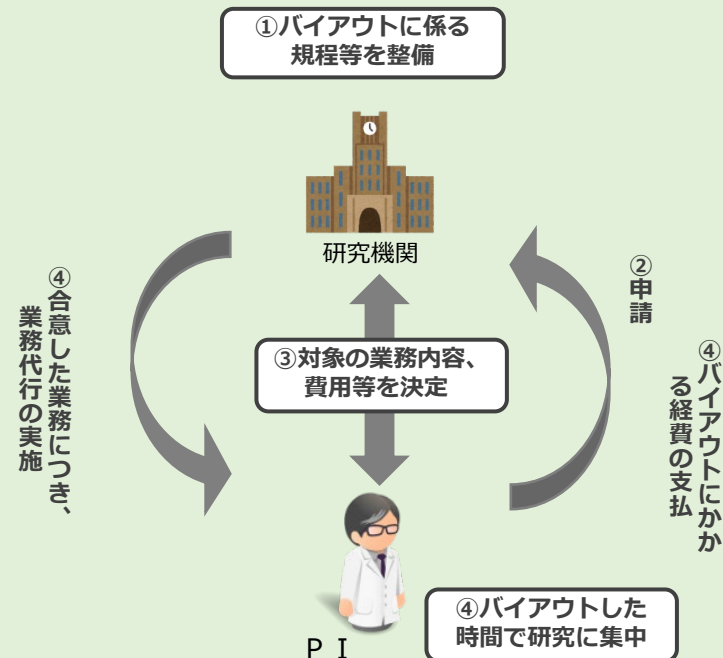 ①バイアウトに係る
規程等を整備
研究機関
②申請
③対象の業務内容、
費用等を決定
④合意した業務につき、
業務代行の実施
④バイアウトにかか
る経費の支払
④バイアウトした
時間で研究に集中
ＰＩ